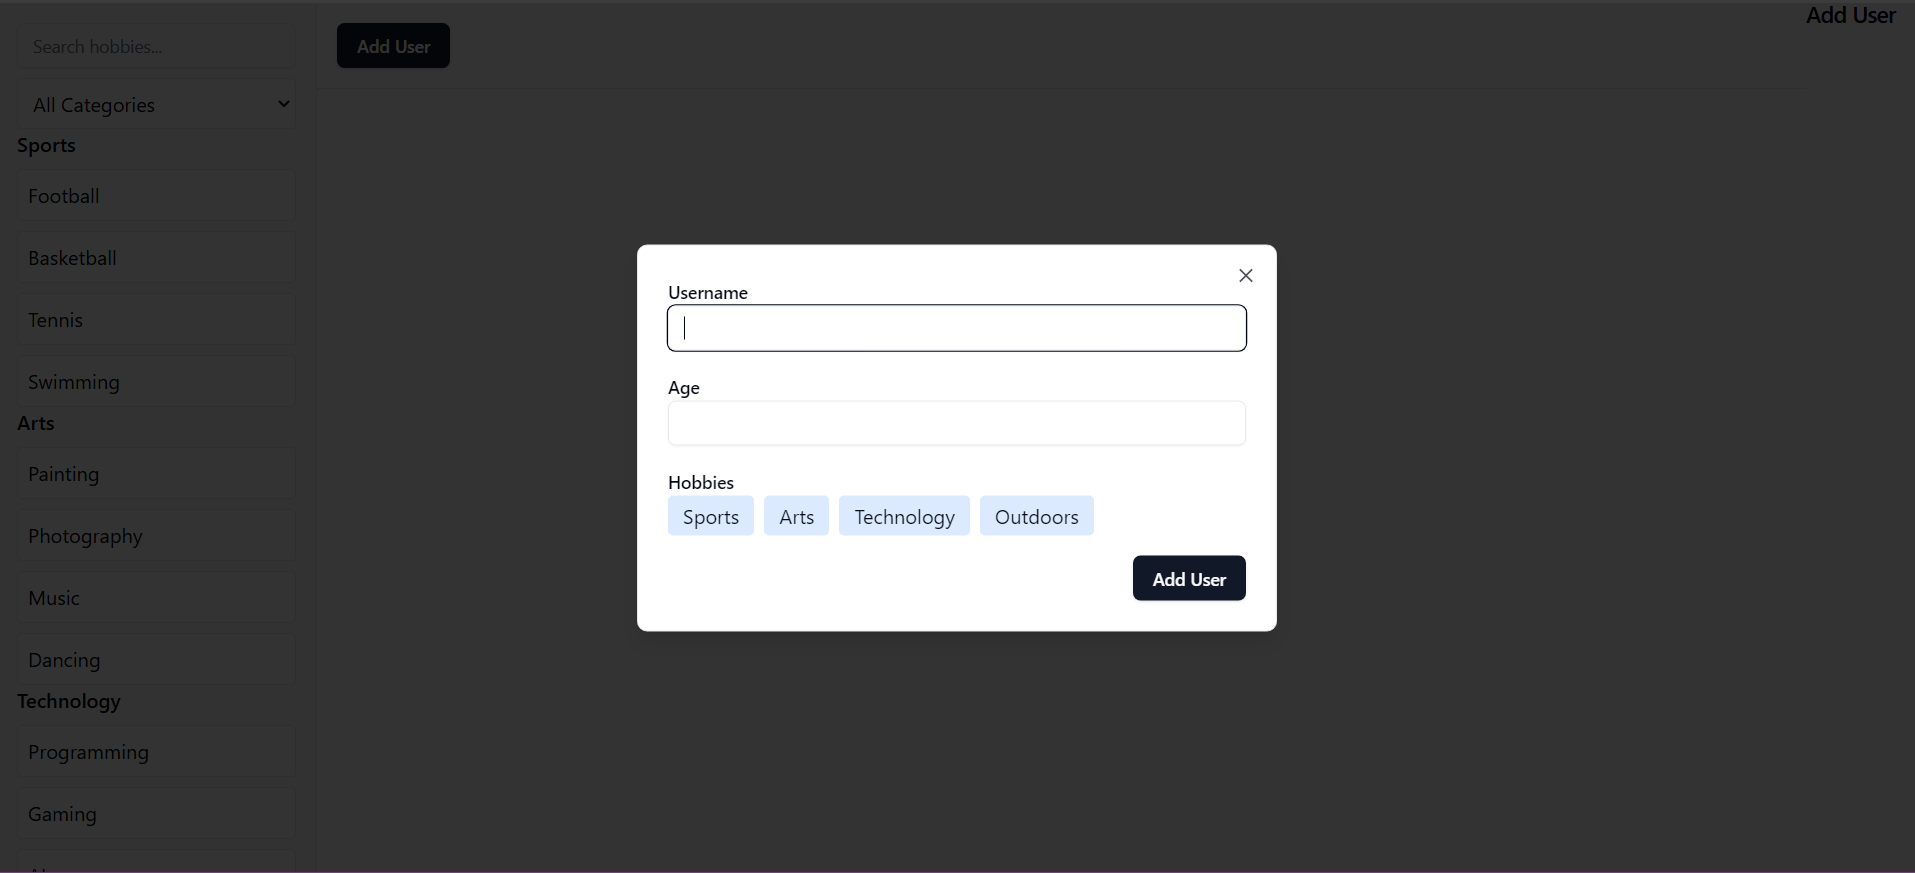 Search hobbies...
All Categories
Sports
Football
Basketball
Tennis
Swimming
Arts
Painting
Photography
Music
Dancing
Technology
Programming
Gaming
Add User
Add User
Username
Age
Hobbies
Sports Arts Technology Outdoors
Add User